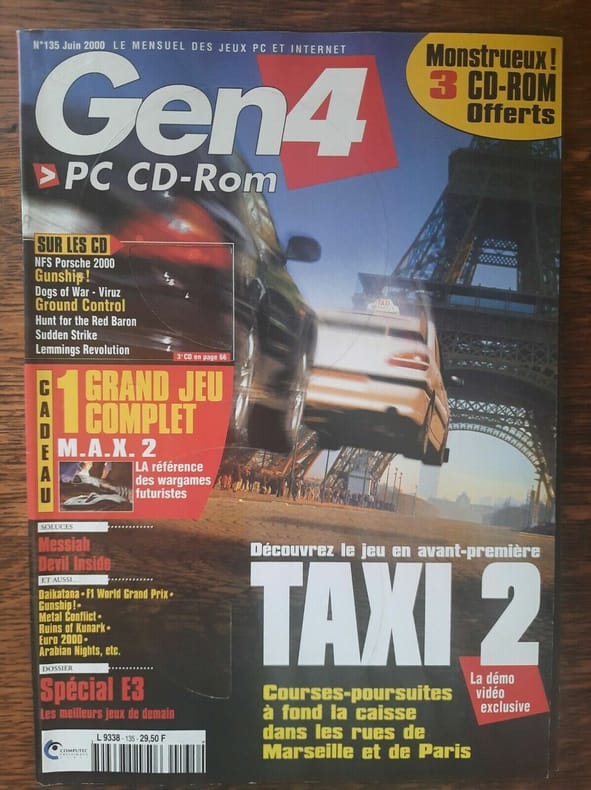 N°135 Juin 2000 LE MENSUEL DES JEUX PC ET INTERNET
Gen4
> PC CD-Rom
Monstrueux!
3 CD-ROM
Offerts
SUR LES CD
NFS Porsche 2000
Gunship!
Dogs of War - Viruz
Ground Control
Hunt for the Red Baron
Sudden Strike
Lemmings Revolution
3e CD en page 66
TAXI
CADEAU
1 GRAND JEU
COMPLET
M.A.X. 2
LA référence
des wargames
futuristes
SOLUCES
Messiah
Devil Inside
ET AUSSI...
Daikatana • F1 World Grand Prix •
Gunship! •
Metal Conflict •
Ruins of Kunark •
Euro 2000 •
Arabian Nights, etc.
DOSSIER
Spécial E3
Les meilleurs jeux de demain
Découvrez le jeu en avant-première
TAXI 2
La démo
vidéo
exclusive
Courses-poursuites
à fond la caisse
dans les rues de
Marseille et de Paris
COMPUTEC
L 9338 - 135 - 29,50 F